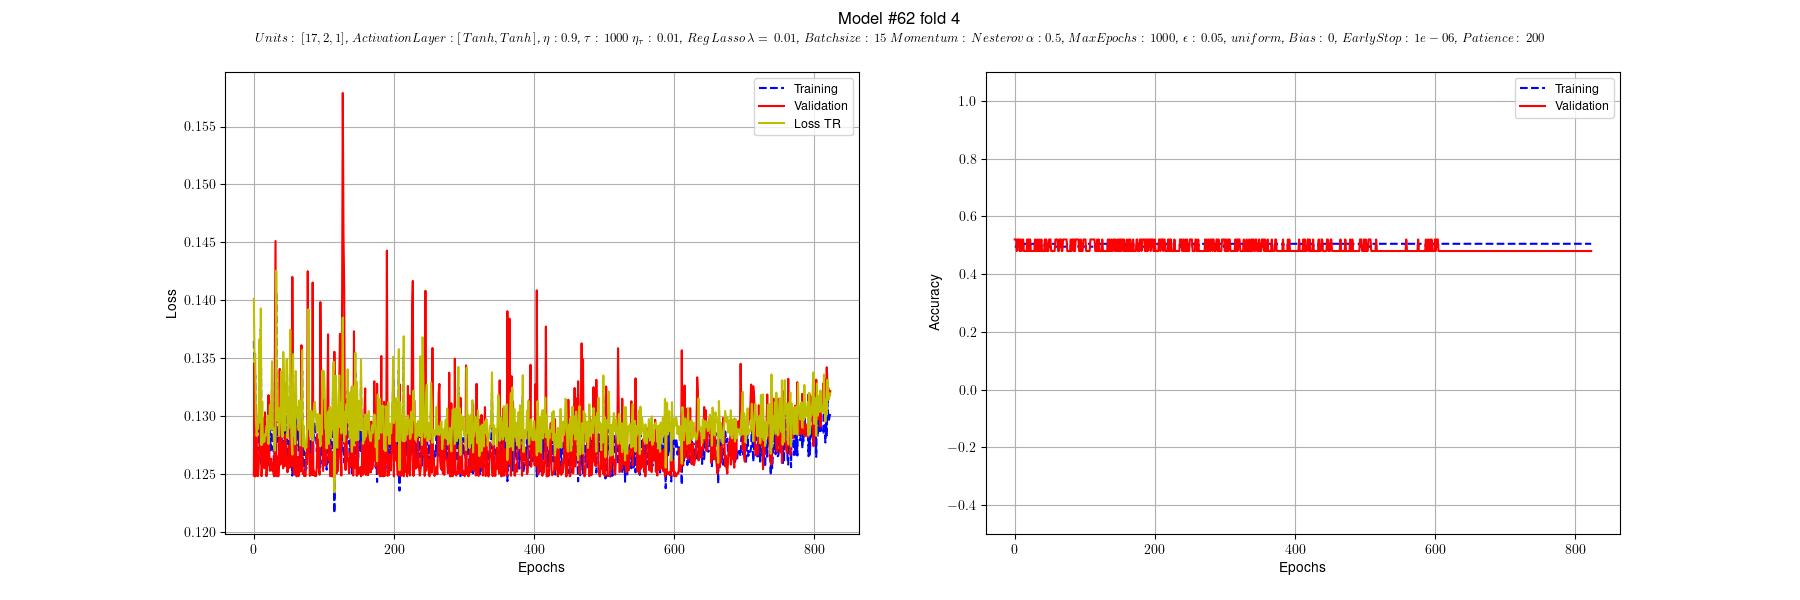 Model #62 fold 4
Units : [17, 2, 1], ActivationLayer : [Tanh, Tanh], η : 0.9, τ : 1000 ητ : 0.01, Reg Lasso λ = 0.01, Batchsize : 15 Momentum : Nesterov α : 0.5, MaxEpochs : 1000, ϵ : 0.05, uniform, Bias : 0, EarlyStop : 1e − 06, Patience : 200
Training
Validation
Loss TR
0.155
0.150
0.145
0.140
0.135
0.130
0.125
0.120
Loss
0
200
400
600
800
Epochs
Training
Validation
1.0
0.8
0.6
0.4
0.2
0.0
−0.2
−0.4
Accuracy
0
200
400
600
800
Epochs